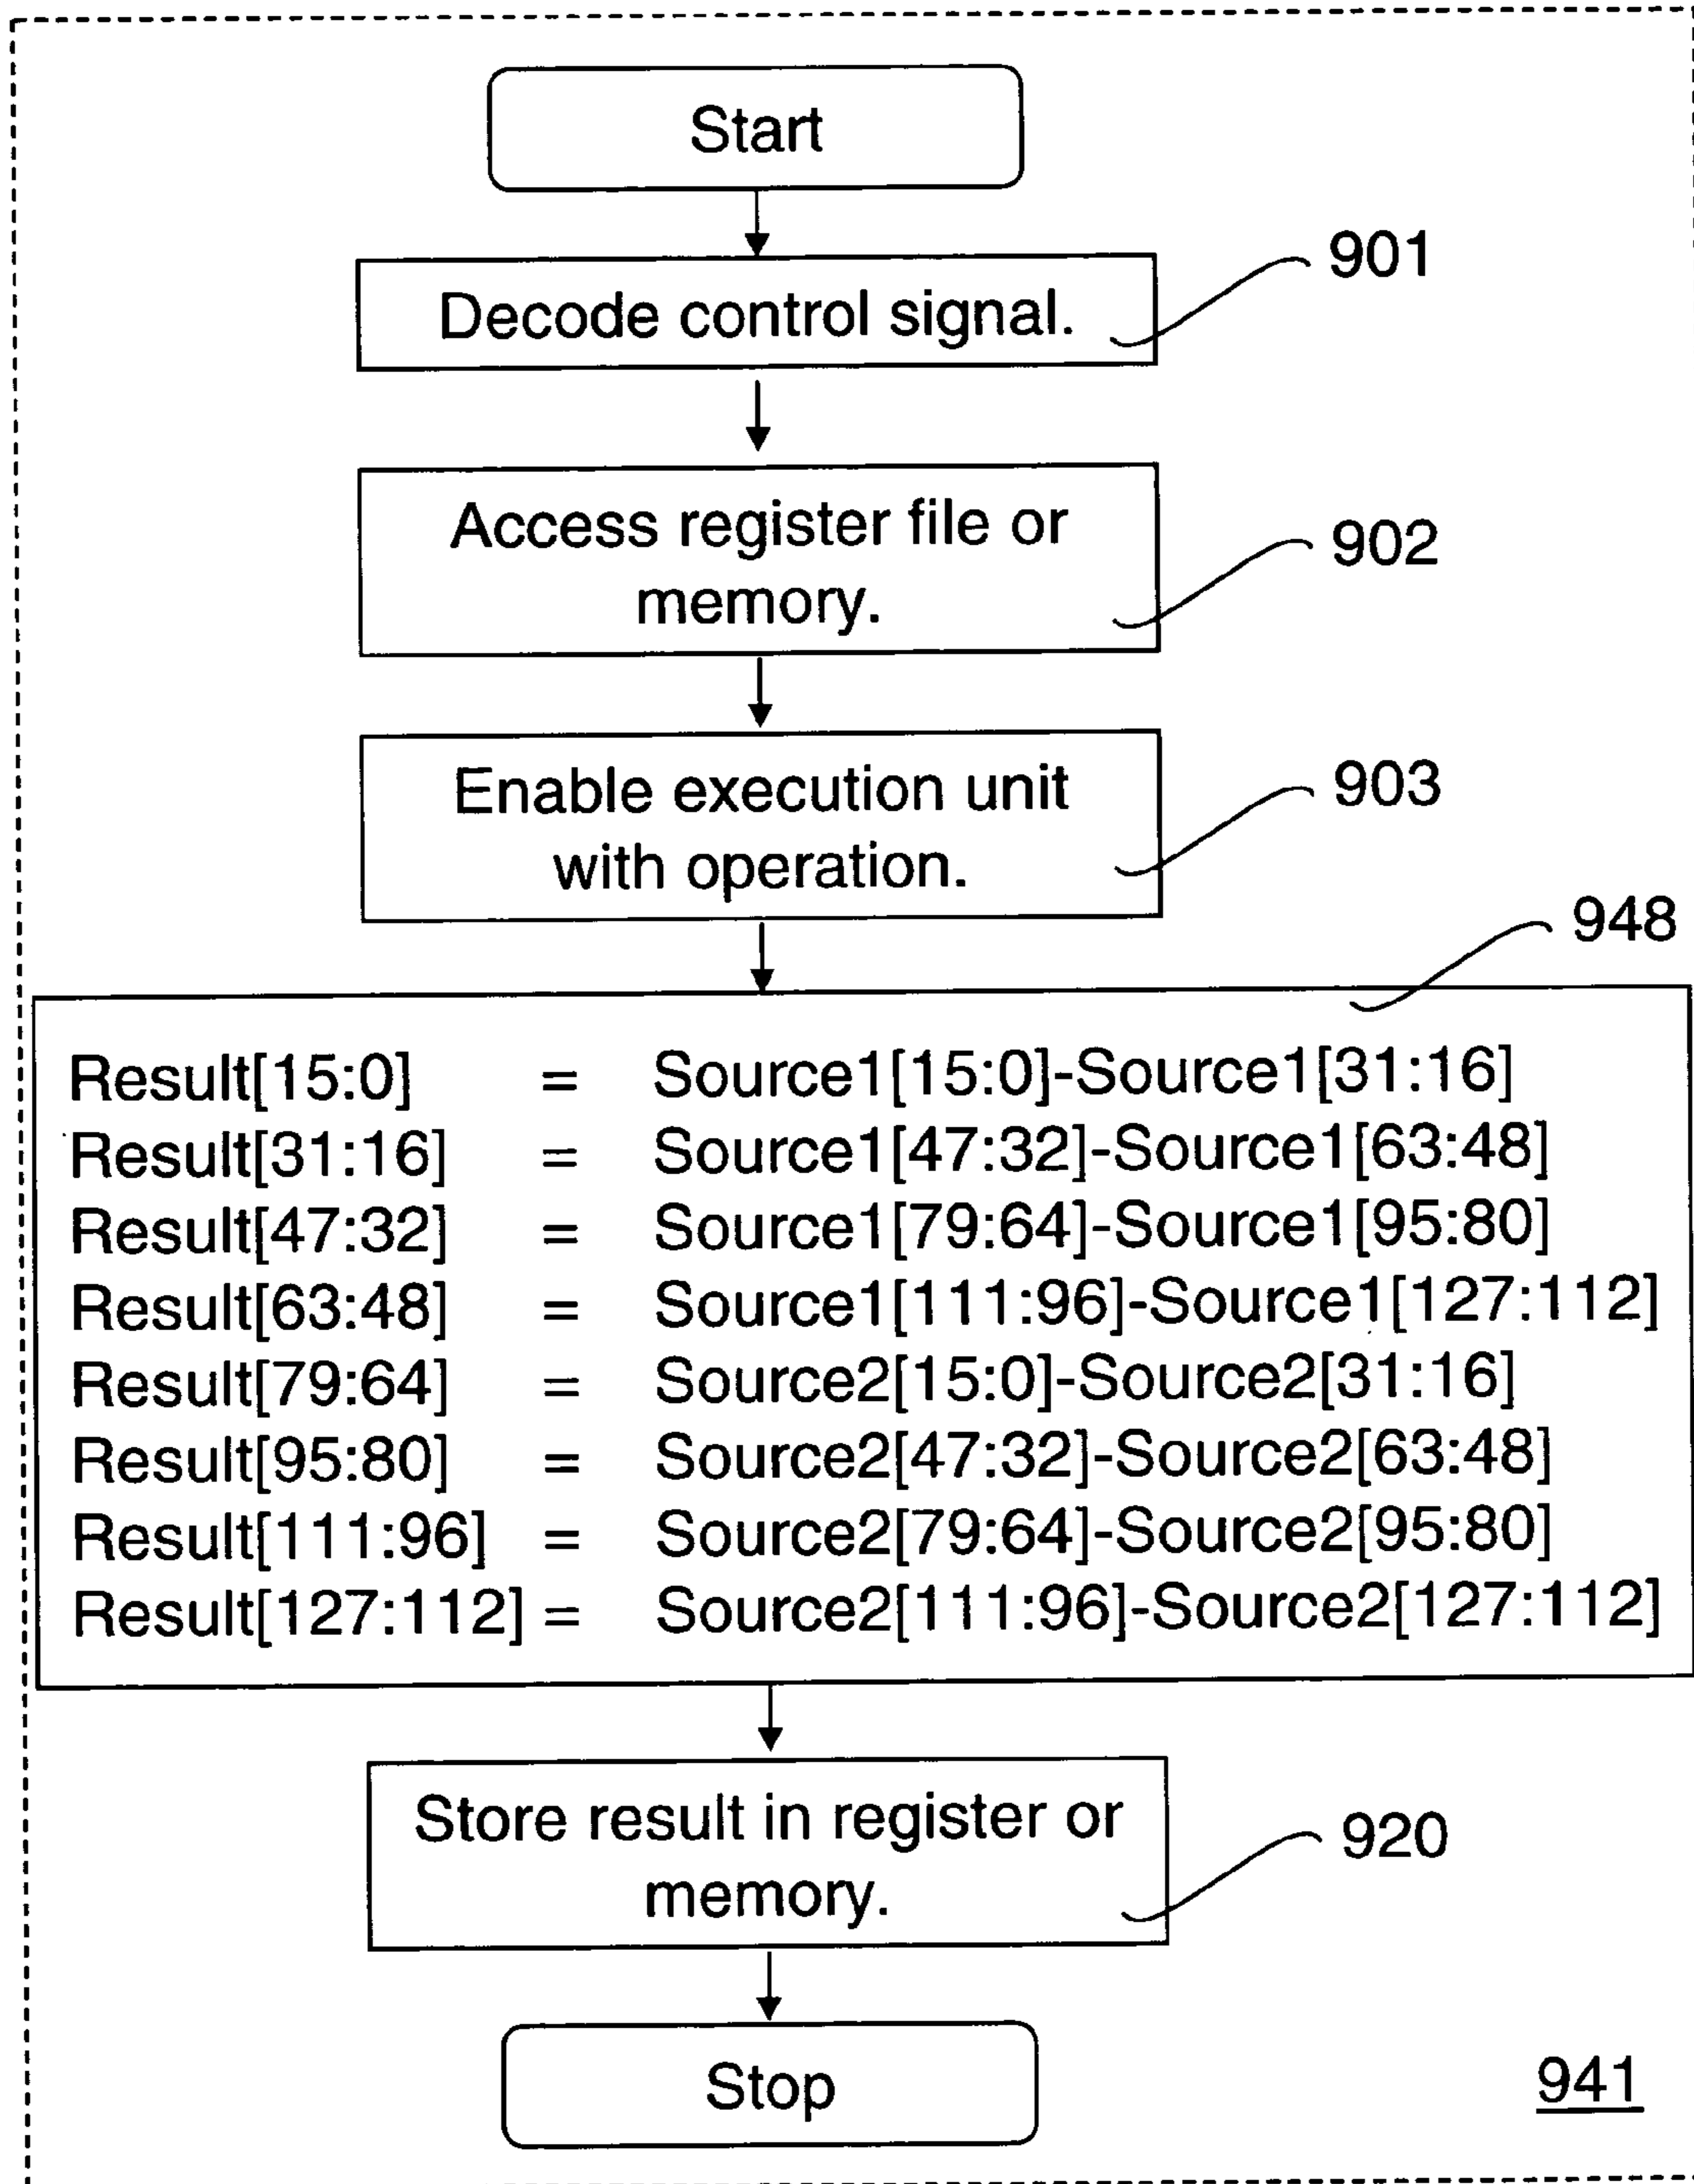 Start
901
Decode control signal.
Access register file or
memory.
902
Enable execution unit
with operation.
903
948
Result[15:0] = Source1[15:0]-Source1[31:16]
Result[31:16] = Source1[47:32]-Source1[63:48]
Result[47:32] = Source1[79:64]-Source1[95:80]
Result[63:48] = Source1[111:96]-Source1[127:112]
Result[79:64] = Source2[15:0]-Source2[31:16]
Result[95:80] = Source2[47:32]-Source2[63:48]
Result[111:96] = Source2[79:64]-Source2[95:80]
Result[127:112] = Source2[111:96]-Source2[127:112]
Store result in register or
memory.
920
Stop
941